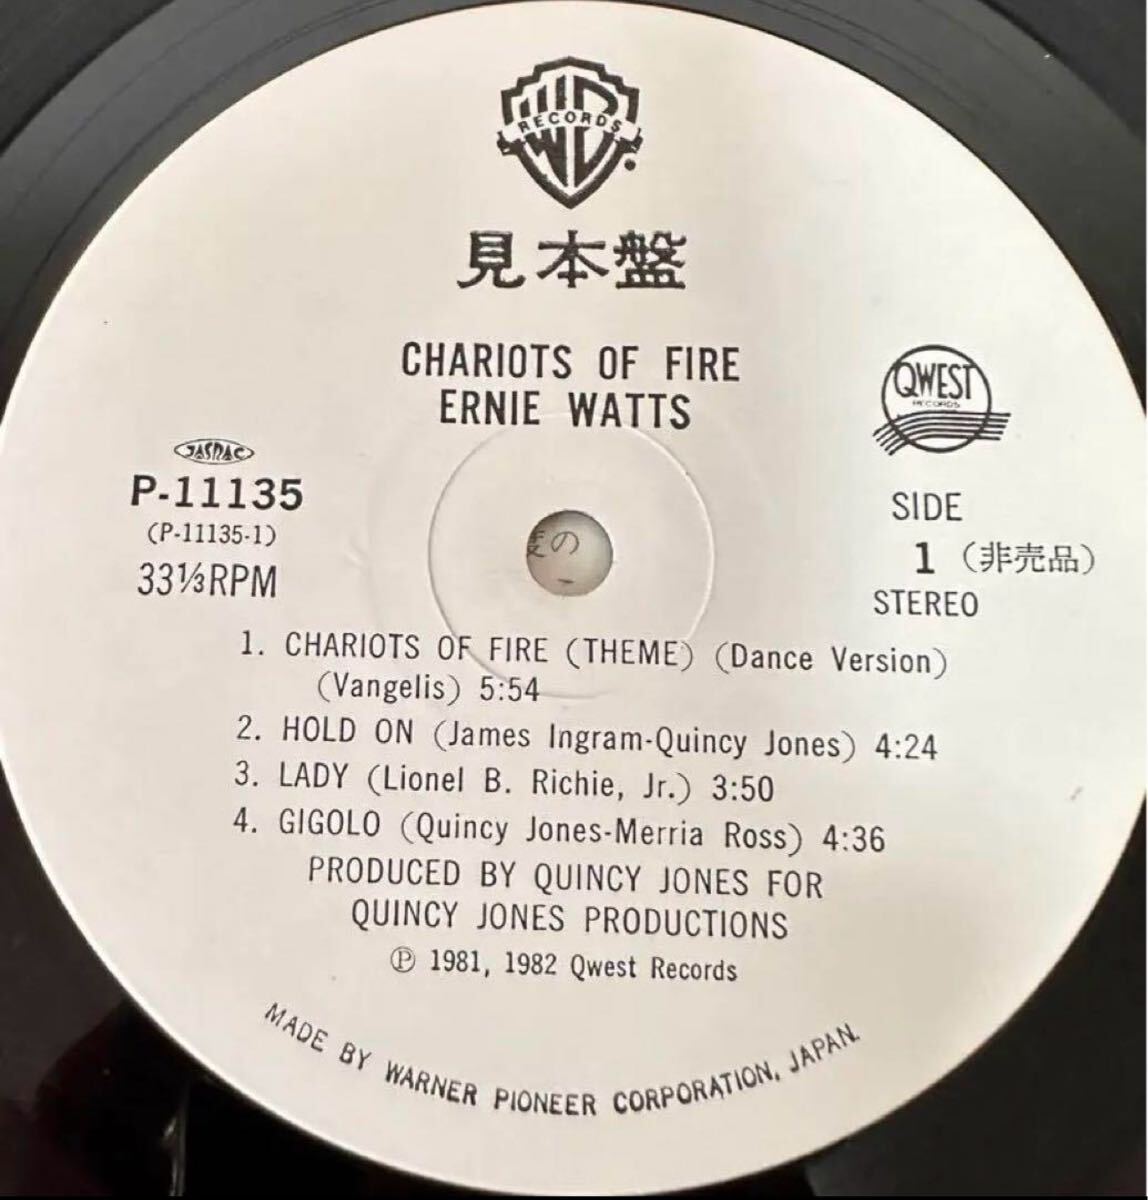 RECORDS
見本盤
CHARIOTS OF FIRE
ERNIE WATTS
QWEST
RECORDS
JASRAC
P-11135
(P-11135-1)
33⅓RPM
SIDE
1 (非売品)
STEREO
の
1. CHARIOTS OF FIRE (THEME) (Dance Version)
(Vangelis) 5:54
2. HOLD ON (James Ingram-Quincy Jones) 4:24
3. LADY (Lionel B. Richie, Jr.) 3:50
4. GIGOLO (Quincy Jones-Merria Ross) 4:36
PRODUCED BY QUINCY JONES FOR
QUINCY JONES PRODUCTIONS
℗ 1981, 1982 Qwest Records
MADE BY WARNER PIONEER CORPORATION, JAPAN.